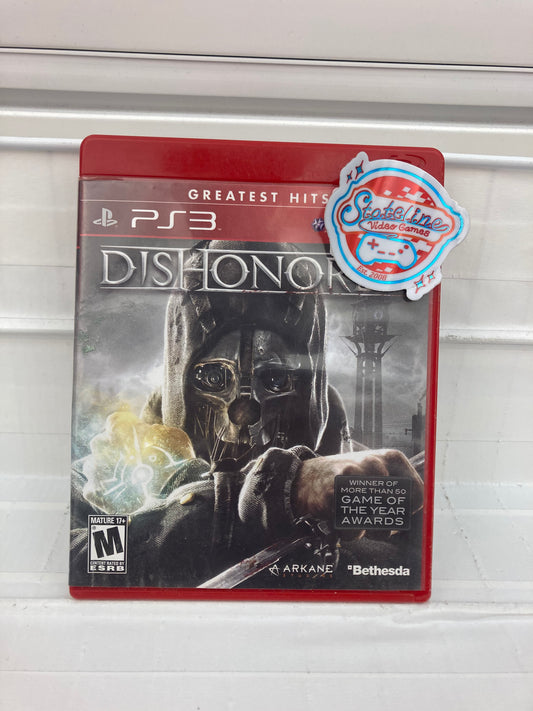 GREATEST HITS
PS3
DISHONOR
StateLine
Video Games
Est. 2008
WINNER OF
MORE THAN 50
GAME OF
THE YEAR
AWARDS
MATURE 17+
M
CONTENT RATED BY
ESRB
ARKANE
STUDIOS
Bethesda